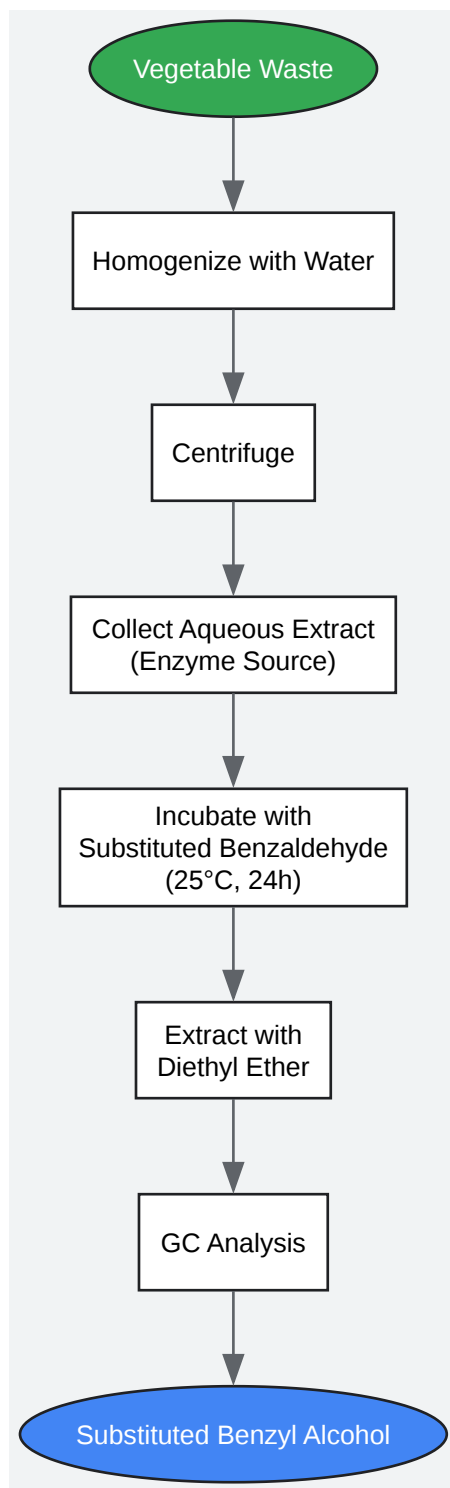 Vegetable Waste
Homogenize with Water
Centrifuge
Collect Aqueous Extract
(Enzyme Source)
Incubate with
Substituted Benzaldehyde
(25°C, 24h)
Extract with
Diethyl Ether
GC Analysis
Substituted Benzyl Alcohol